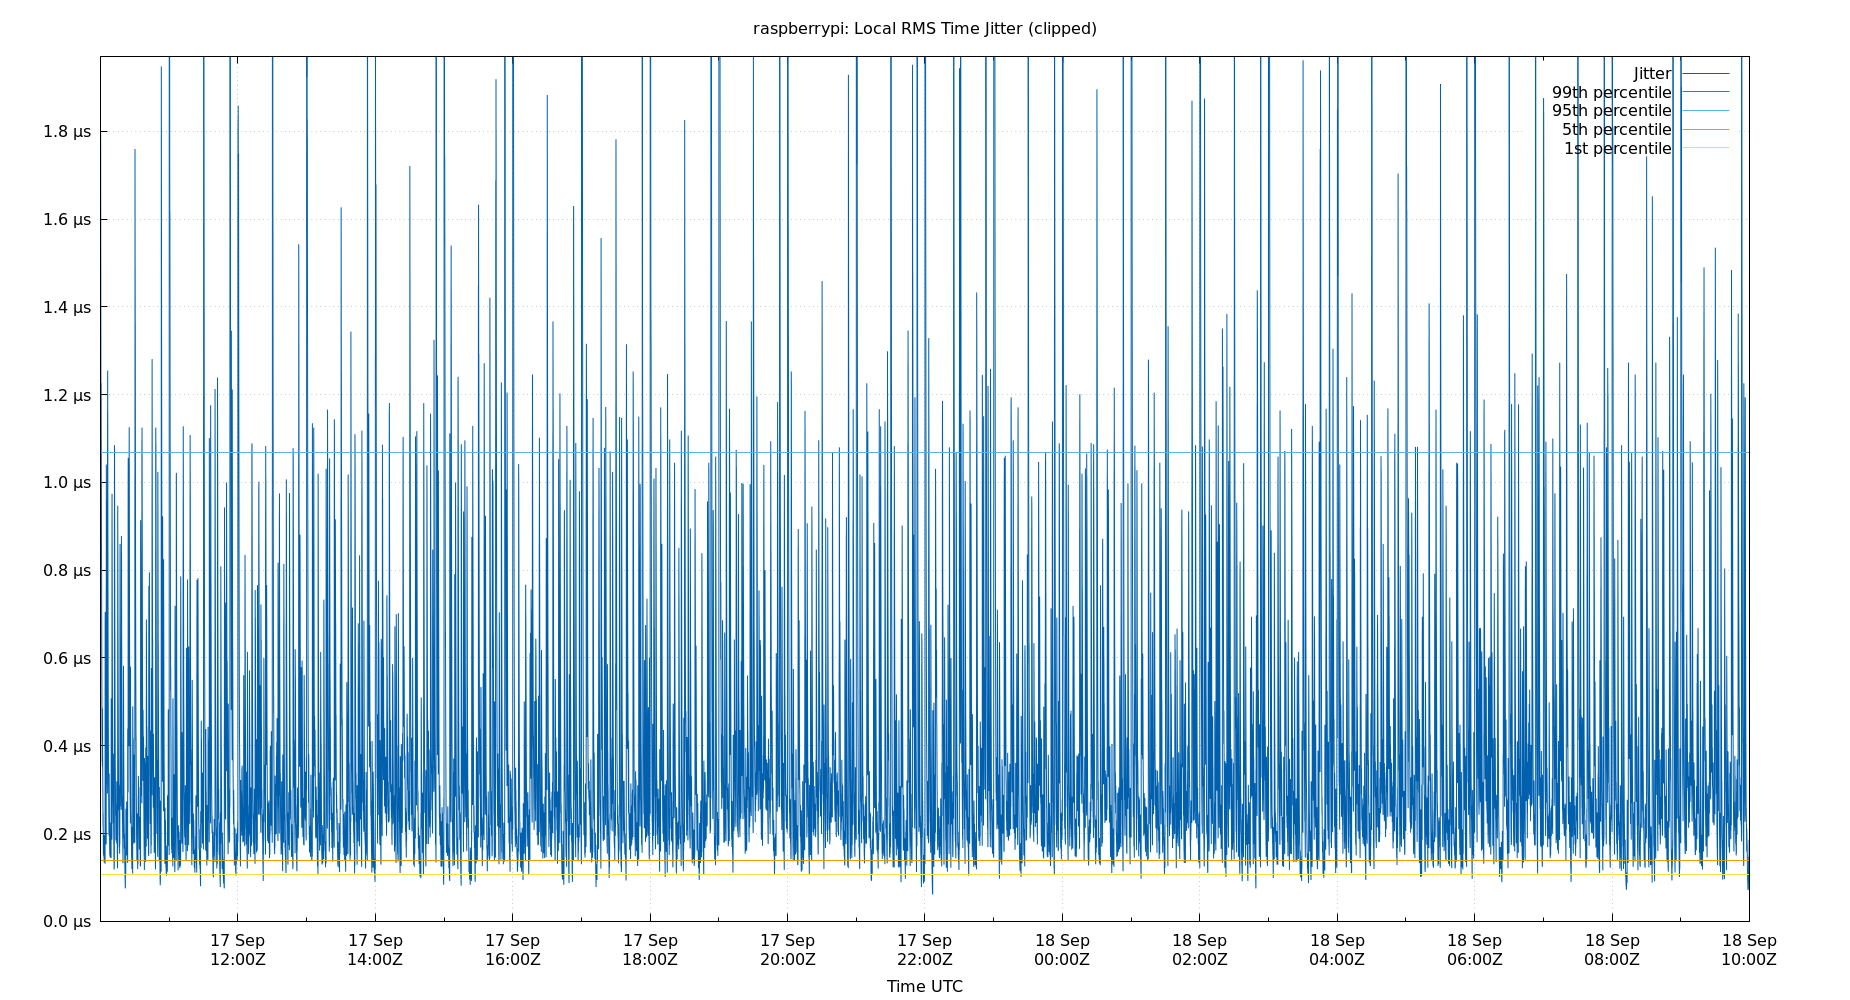 raspberrypi: Local RMS Time Jitter (clipped)
Jitter
99th percentile
95th percentile
5th percentile
1st percentile
1.8 µs
1.6 µs
1.4 µs
1.2 µs
1.0 µs
0.8 µs
0.6 µs
0.4 µs
0.2 µs
0.0 µs
17 Sep 17 Sep 17 Sep 17 Sep 17 Sep 17 Sep 18 Sep 18 Sep 18 Sep 18 Sep 18 Sep 18 Sep
12:00Z 14:00Z 16:00Z 18:00Z 20:00Z 22:00Z 00:00Z 02:00Z 04:00Z 06:00Z 08:00Z 10:00Z
Time UTC